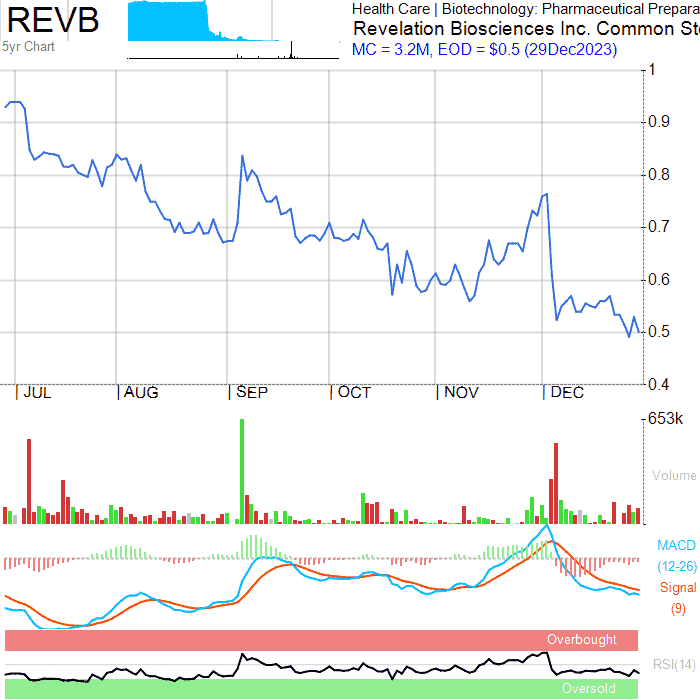 REVB
5yr Chart
Health Care | Biotechnology: Pharmaceutical Prepara
Revelation Biosciences Inc. Common Sto
MC = 3.2M, EOD = $0.5 (29Dec2023)
1
0.9
0.8
0.7
0.6
0.5
0.4
JUL AUG SEP OCT NOV DEC
653k
Volume
MACD
(12-26)
Signal
(9)
Overbought
RSI(14)
Oversold